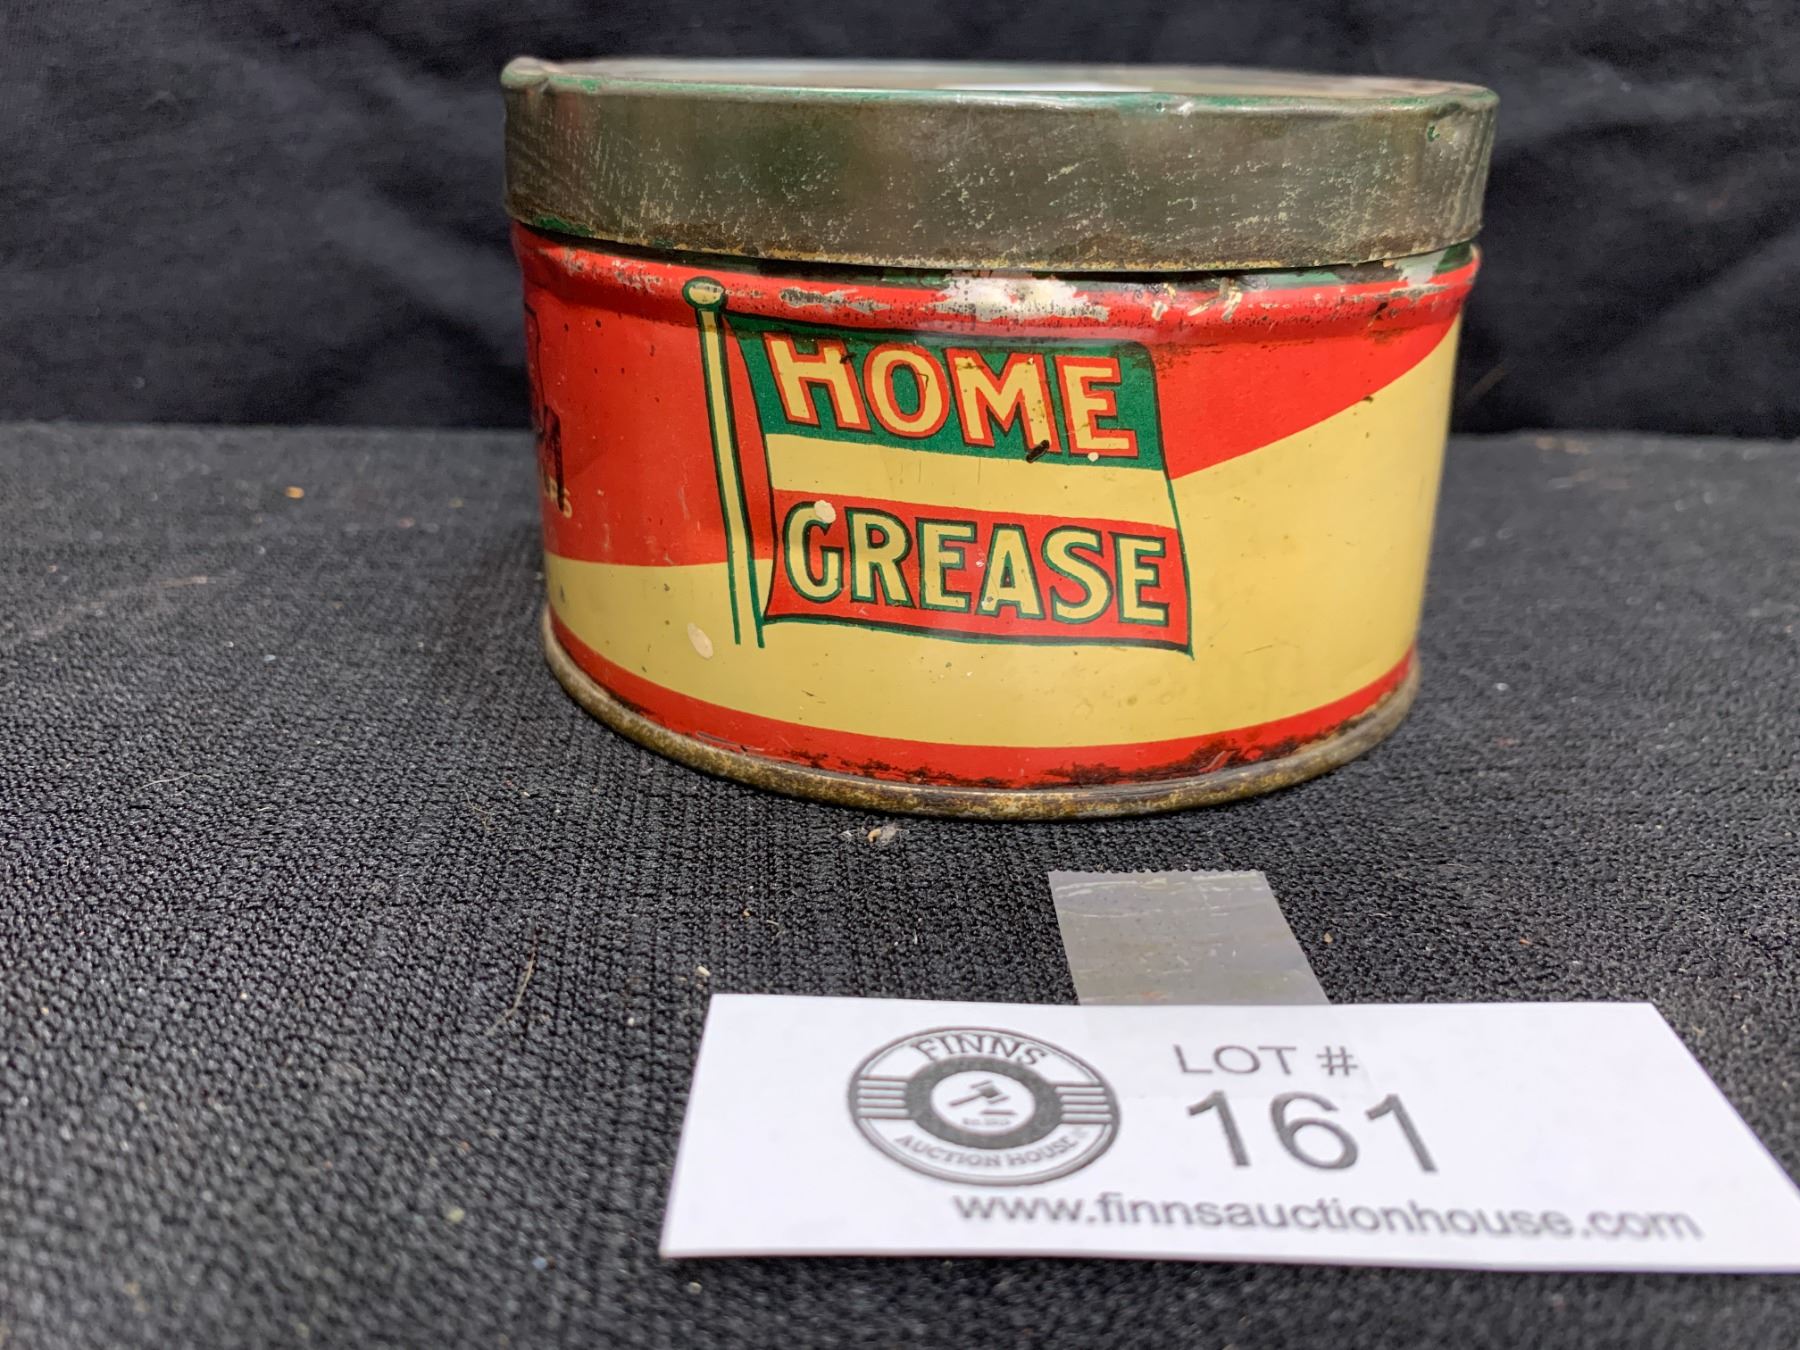 HOME
GREASE
FINNS
AUCTION HOUSE
LOT #
161
www.finnsauctionhouse.com